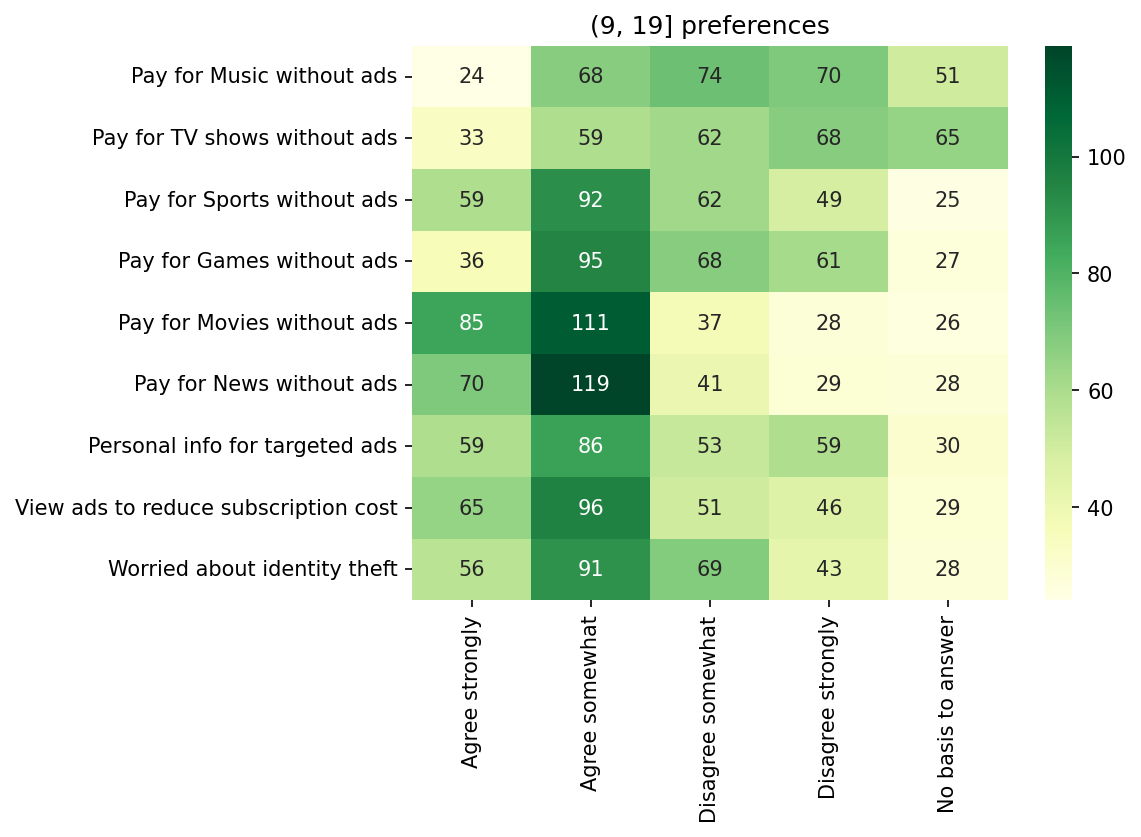 (9, 19] preferences
Pay for Music without ads 24 68 74 70 51
Pay for TV shows without ads 33 59 62 68 65
Pay for Sports without ads 59 92 62 49 25
Pay for Games without ads 36 95 68 61 27
Pay for Movies without ads 85 111 37 28 26
Pay for News without ads 70 119 41 29 28
Personal info for targeted ads 59 86 53 59 30
View ads to reduce subscription cost 65 96 51 46 29
Worried about identity theft 56 91 69 43 28
Agree strongly
Agree somewhat
Disagree somewhat
Disagree strongly
No basis to answer
100
80
60
40